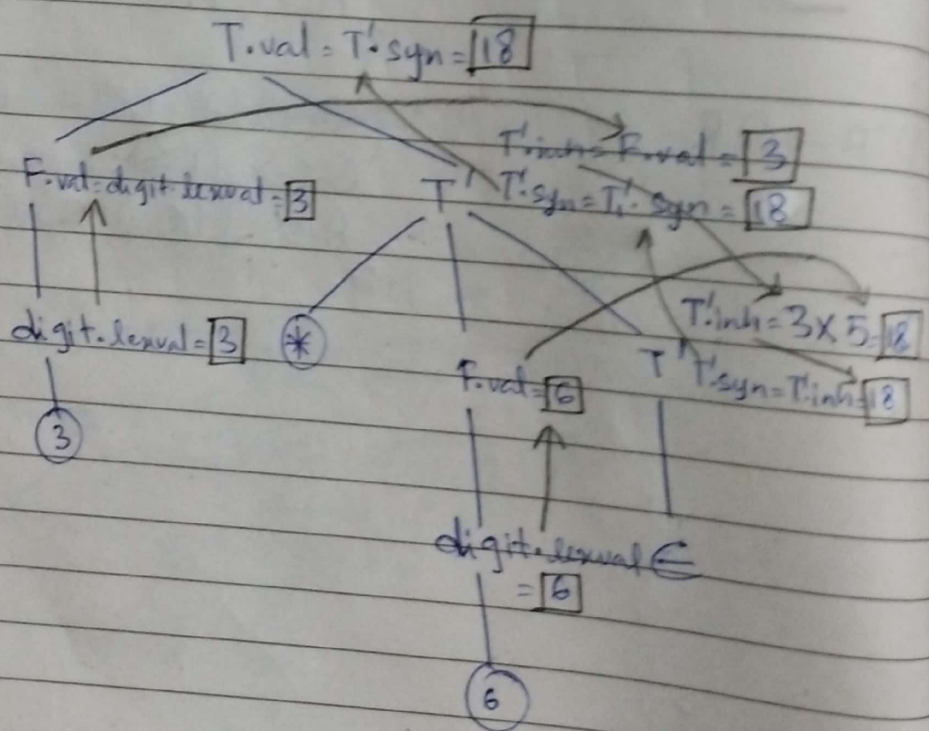 T.val = T'.syn = 18
T'.inh = F.val = 3
F.val = digit.lexval = 3
T'
T'.syn = T₁'.syn = 18
T'.inh = 3 x 5 = 18
digit.lexval = 3
*
F.val = 6
T'
T'.syn = T'.inh = 18
3
digit.lexval
= 6
∈
6